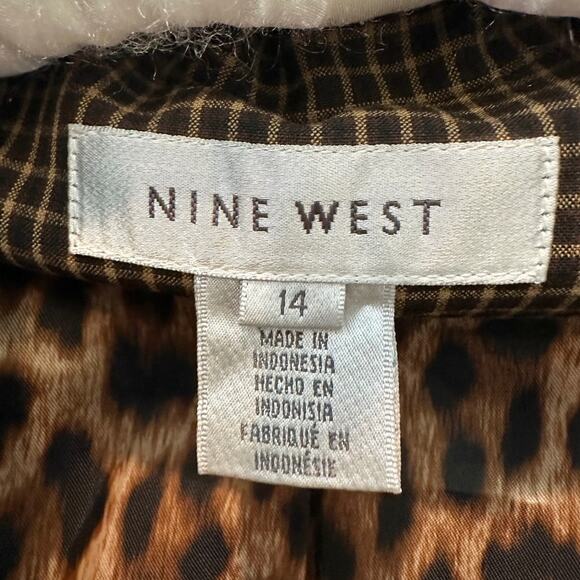 NINE WEST
14
MADE IN
INDONESIA
HECHO EN
INDONISIA
FABRIQUÉ EN
INDONÉSIE